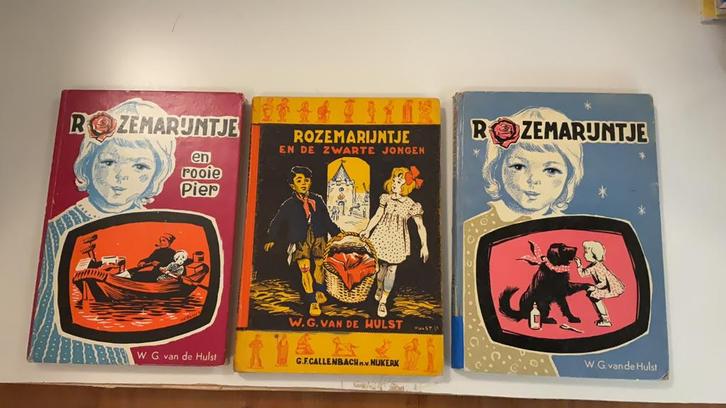 ROZEMARIJNTJE
en
rooie
Pier
W. G. van de Hulst
ROZEMARIJNTJE
EN DE ZWARTE JONGEN
W. G. VAN DE HULST
G.F. CALLENBACH N.V. NIJKERK
ROZEMARIJNTJE
W. G. van de Hulst